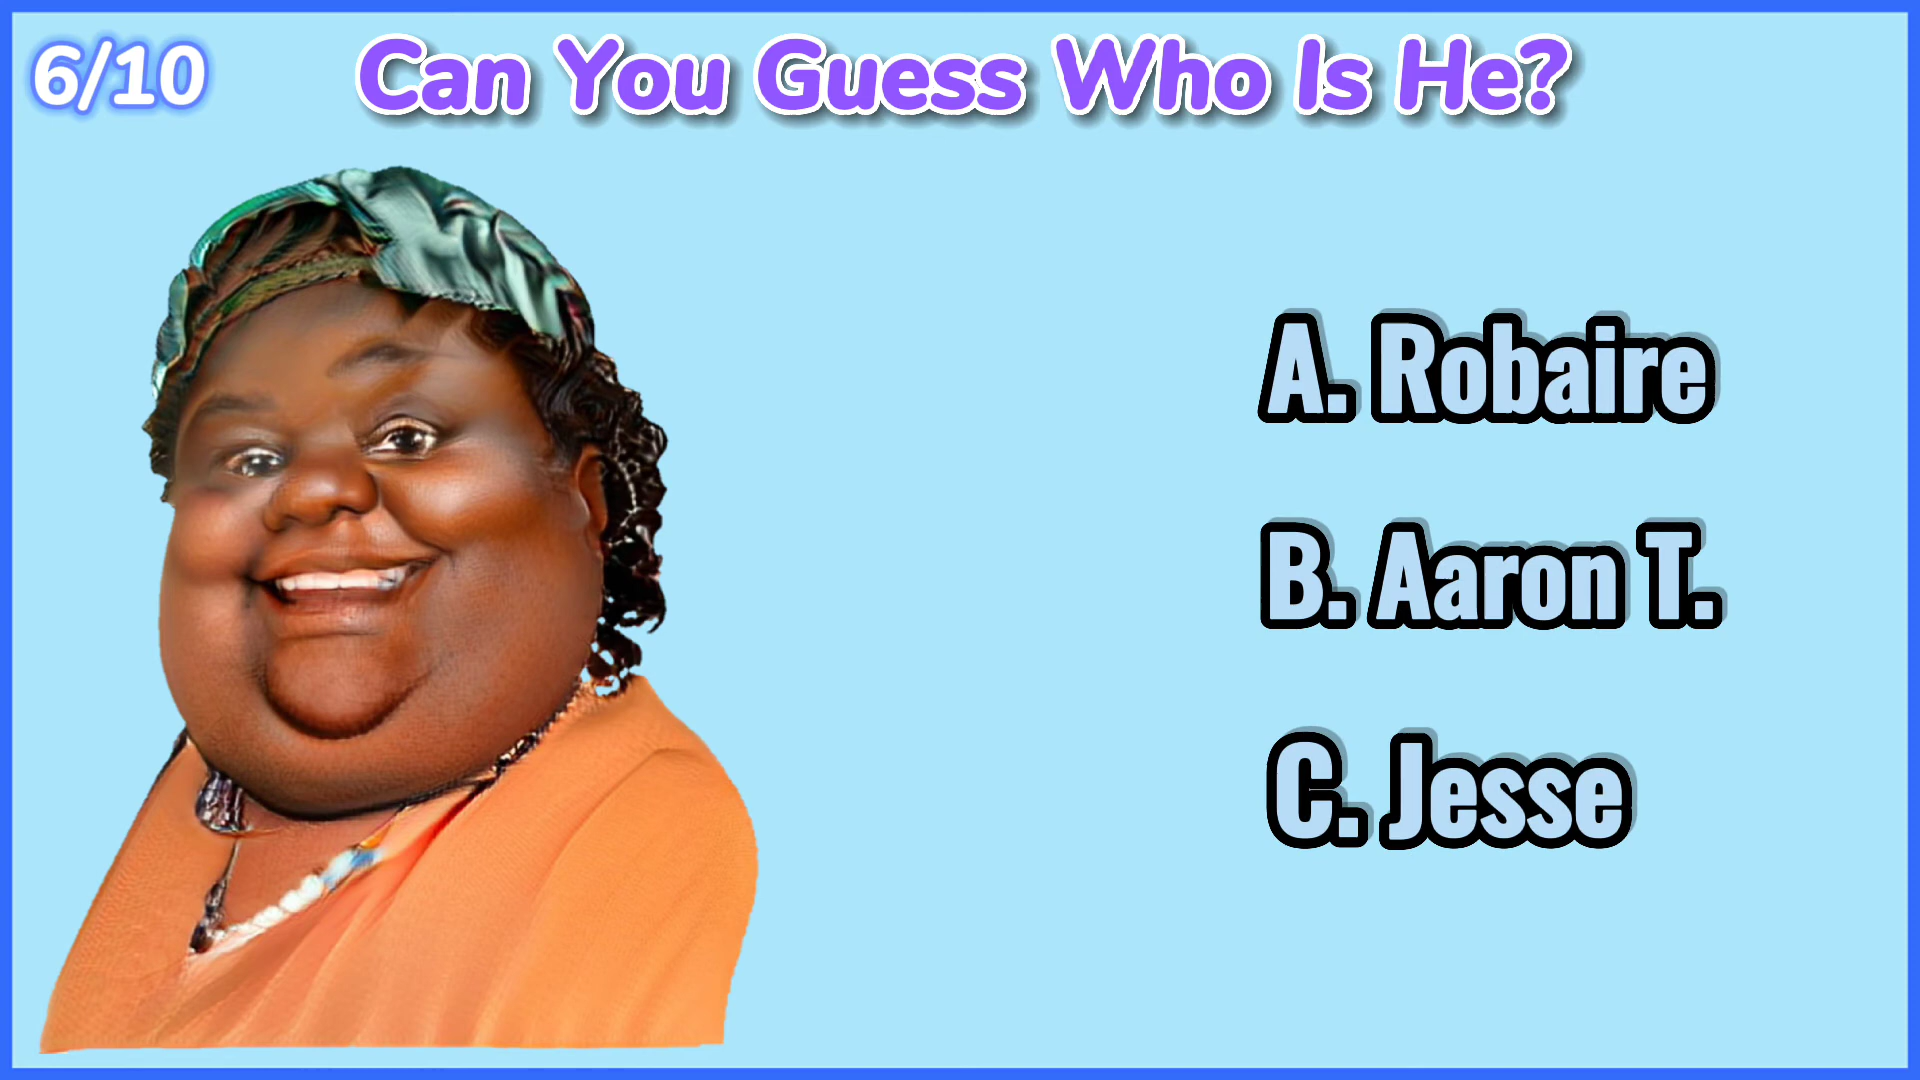 6/10
Can You Guess Who Is He?
A. Robaire
B. Aaron T.
C. Jesse